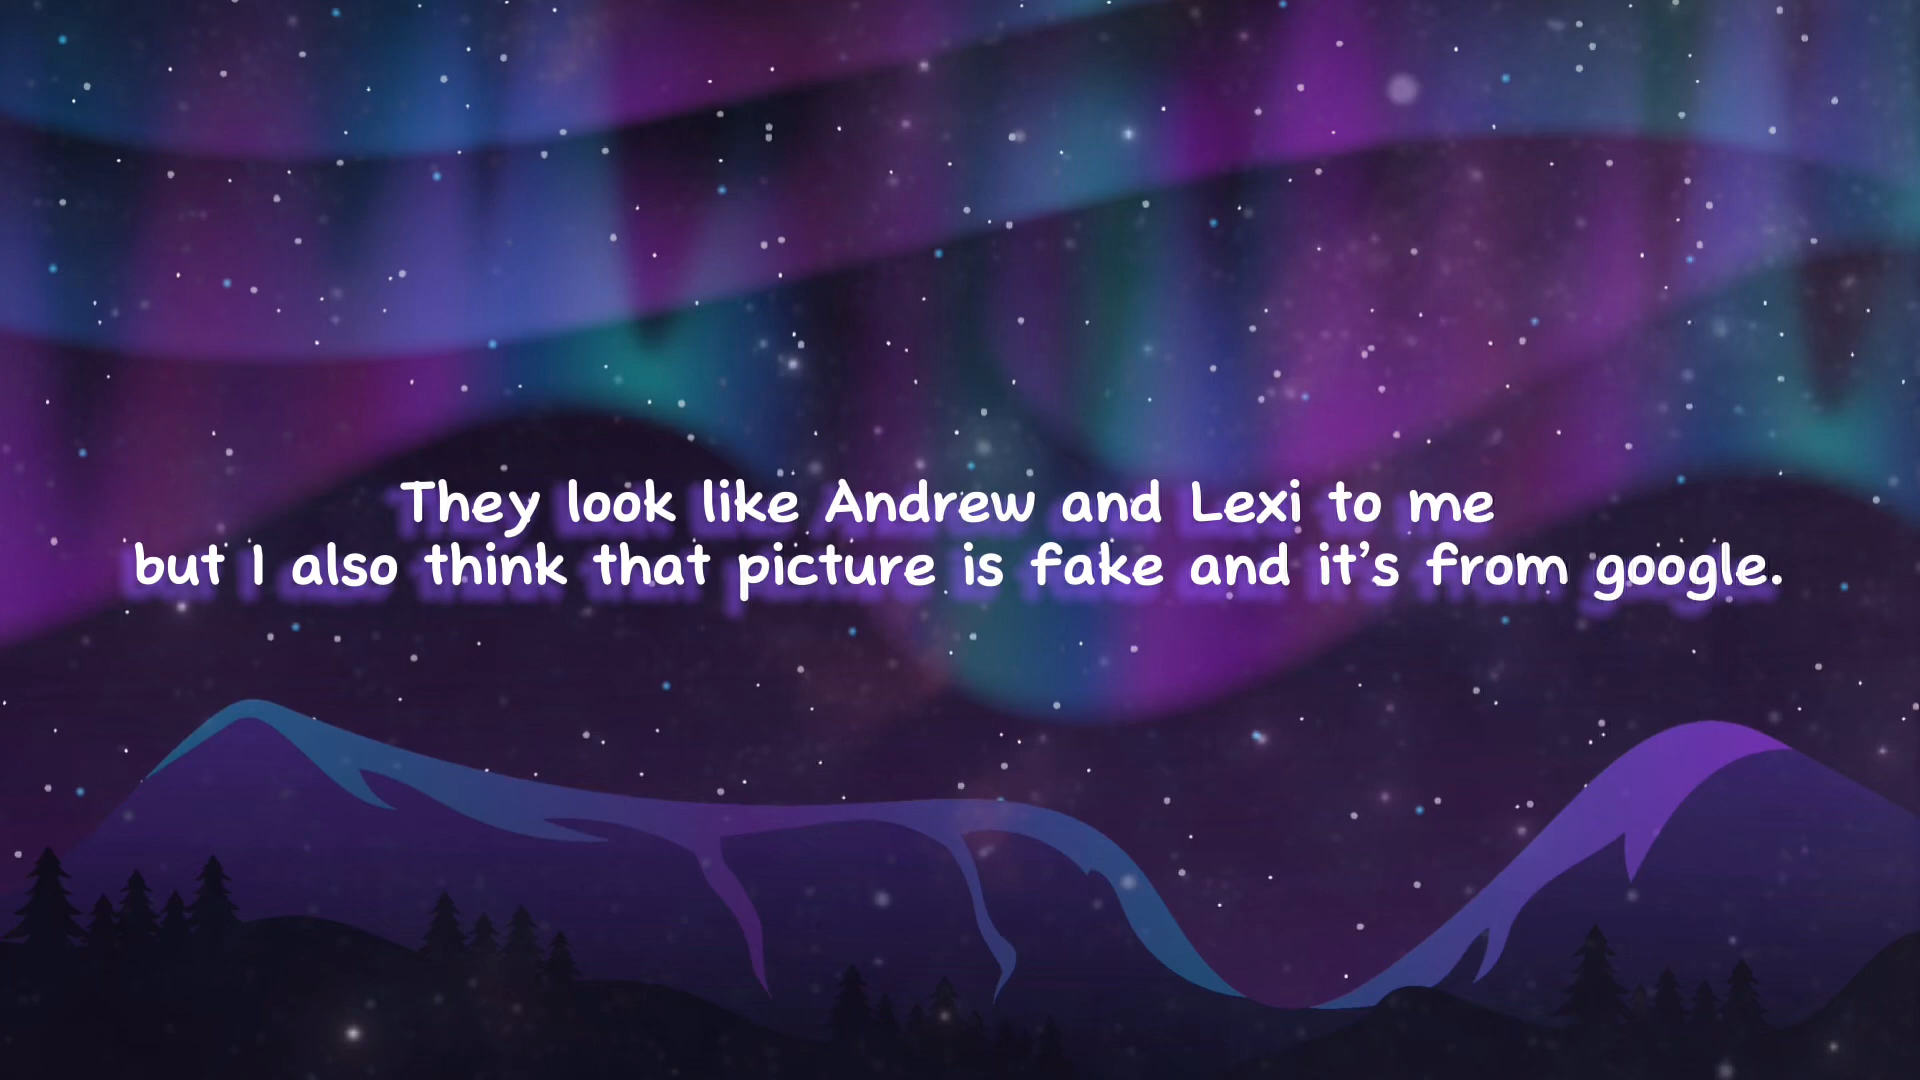 They look like Andrew and Lexi to me
but I also think that picture is fake and it’s from google.